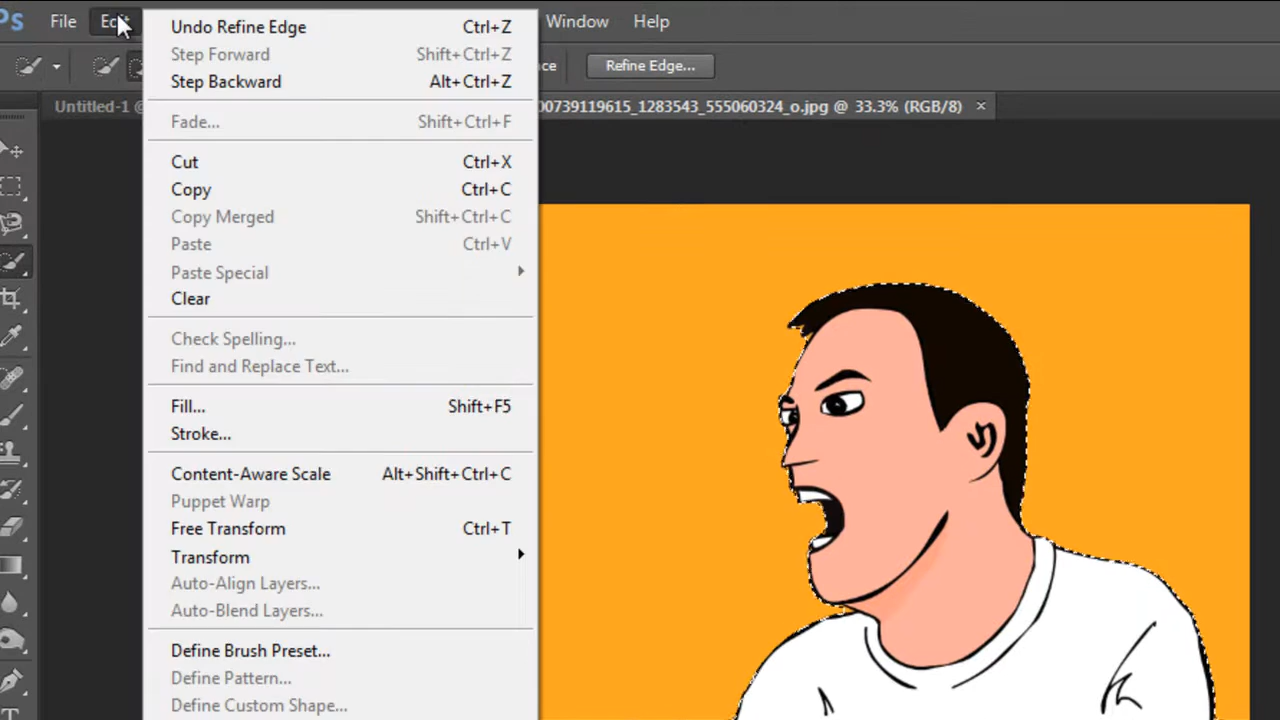 Ps File Edit Window Help
Refine Edge...
Untitled-1 @ 00739119615_1283543_555060324_o.jpg @ 33.3% (RGB/8) ×
Undo Refine Edge Ctrl+Z
Step Forward Shift+Ctrl+Z
Step Backward Alt+Ctrl+Z
Fade... Shift+Ctrl+F
Cut Ctrl+X
Copy Ctrl+C
Copy Merged Shift+Ctrl+C
Paste Ctrl+V
Paste Special
Clear
Check Spelling...
Find and Replace Text...
Fill... Shift+F5
Stroke...
Content-Aware Scale Alt+Shift+Ctrl+C
Puppet Warp
Free Transform Ctrl+T
Transform
Auto-Align Layers...
Auto-Blend Layers...
Define Brush Preset...
Define Pattern...
Define Custom Shape...